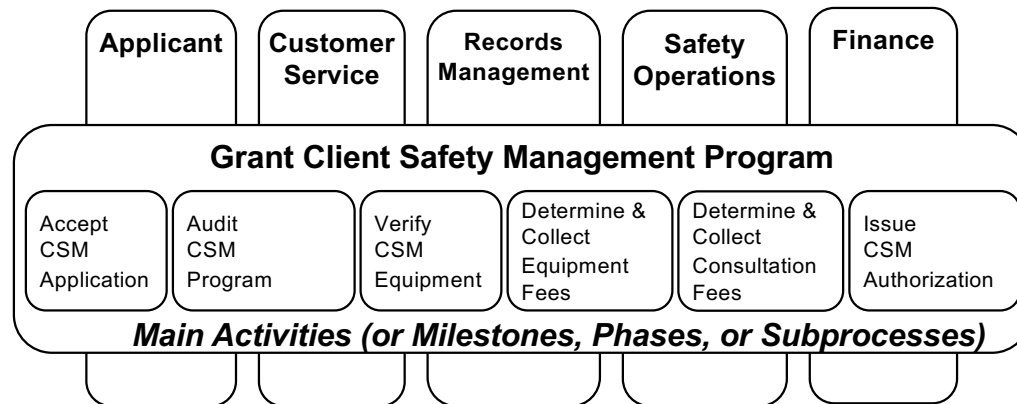 Applicant
Customer
Service
Records
Management
Safety
Operations
Finance
Grant Client Safety Management Program
Accept
CSM
Application
Audit
CSM
Program
Verify
CSM
Equipment
Determine &
Collect
Equipment
Fees
Determine &
Collect
Consultation
Fees
Issue
CSM
Authorization
Main Activities (or Milestones, Phases, or Subprocesses)